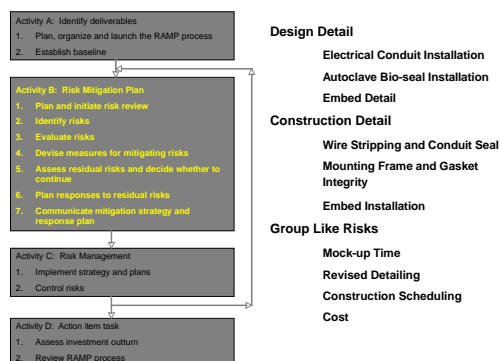 Activity A:  Identify deliverables
1. Plan, organize and launch the RAMP process
2. Establish baseline
Activity B:  Risk Mitigation Plan
1. Plan and initiate risk review
2. Identify risks
3. Evaluate risks
4. Devise measures for mitigating risks
5. Assess residual risks and decide whether to
continue
6. Plan responses to residual risks
7. Communicate mitigation strategy and
response plan
Activity C:  Risk Management
1. Implement strategy and plans
2. Control risks
Activity D:  Action item task
1. Assess investment outturn
2. Review RAMP process
Design Detail
Electrical Conduit Installation
Autoclave Bio-seal Installation
Embed Detail
Construction Detail
Wire Stripping and Conduit Seal
Mounting Frame and Gasket
Integrity
Embed Installation
Group Like Risks
Mock-up Time
Revised Detailing
Construction Scheduling
Cost